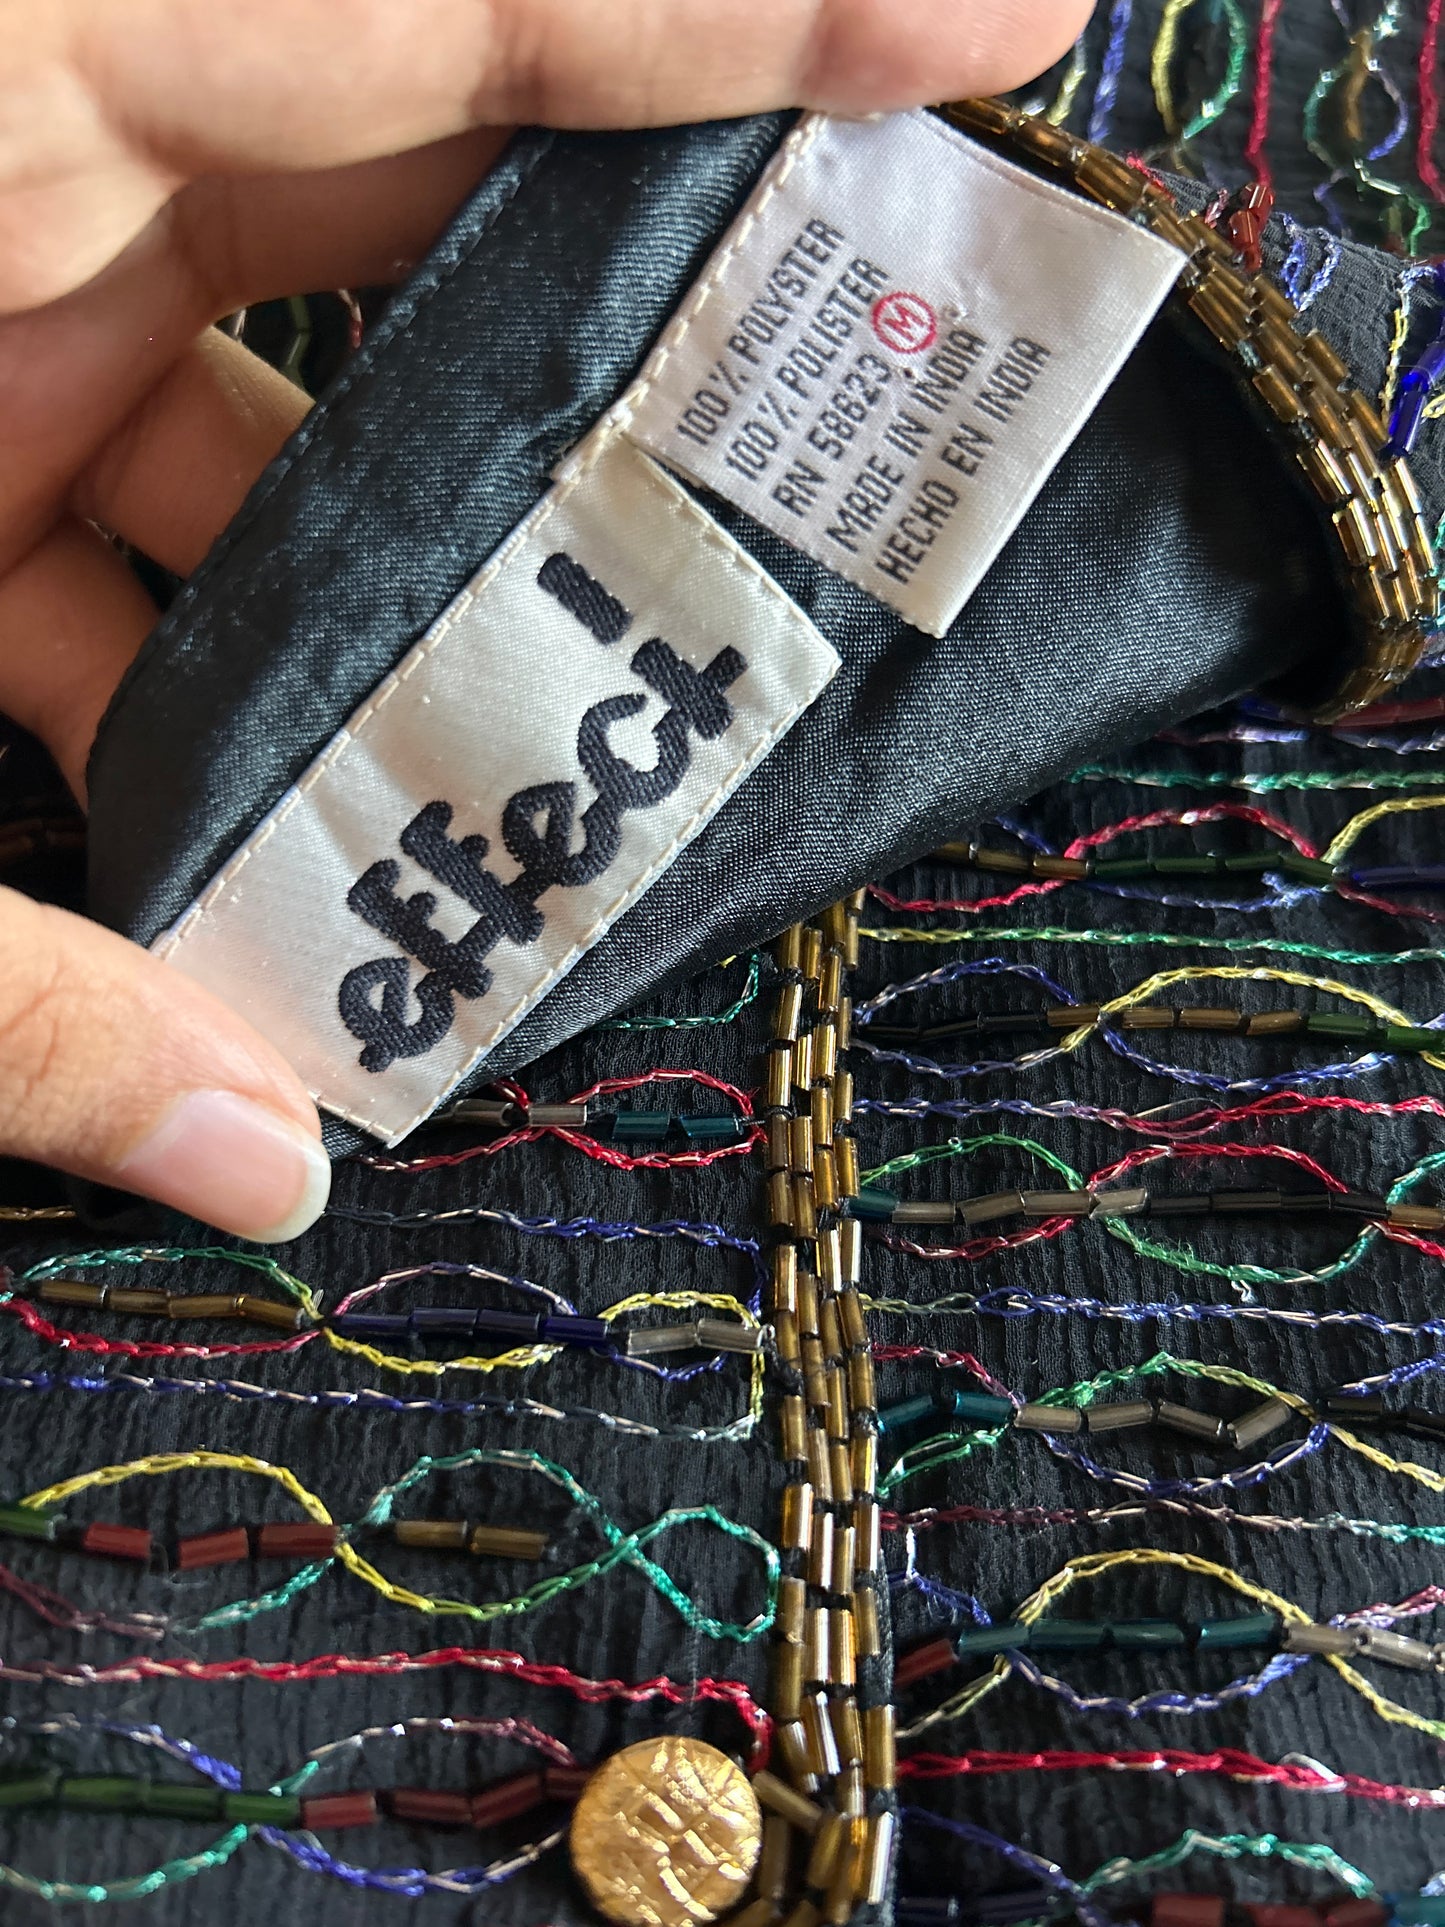 100% POLYSTER
100% POLISTER
RN 58623 M
MADE IN INDIA
HECHO EN INDIA
effect